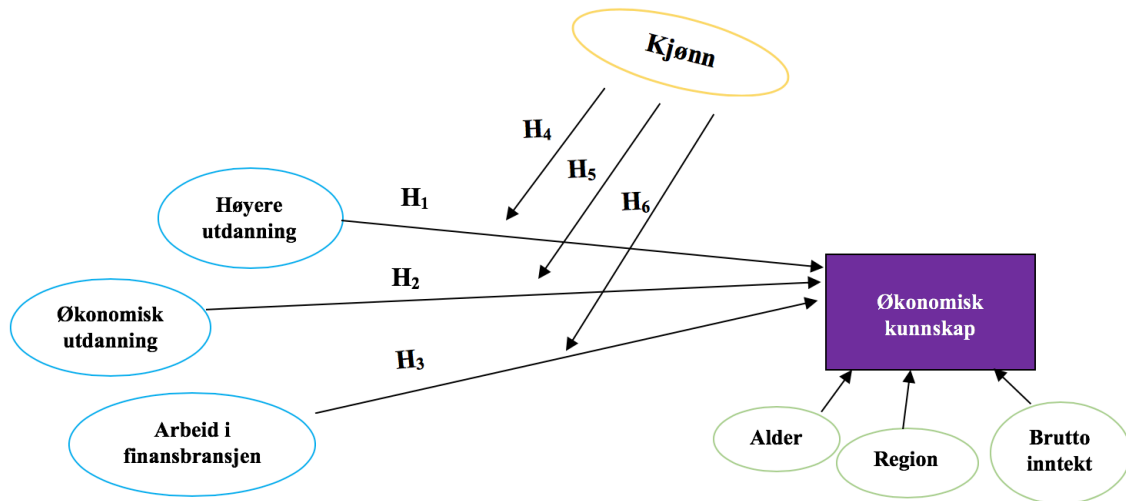 Kjønn
H₄
H₅
H₆
Høyere
utdanning
H₁
Økonomisk
utdanning
H₂
Arbeid i
finansbransjen
H₃
Økonomisk
kunnskap
Alder
Region
Brutto
inntekt